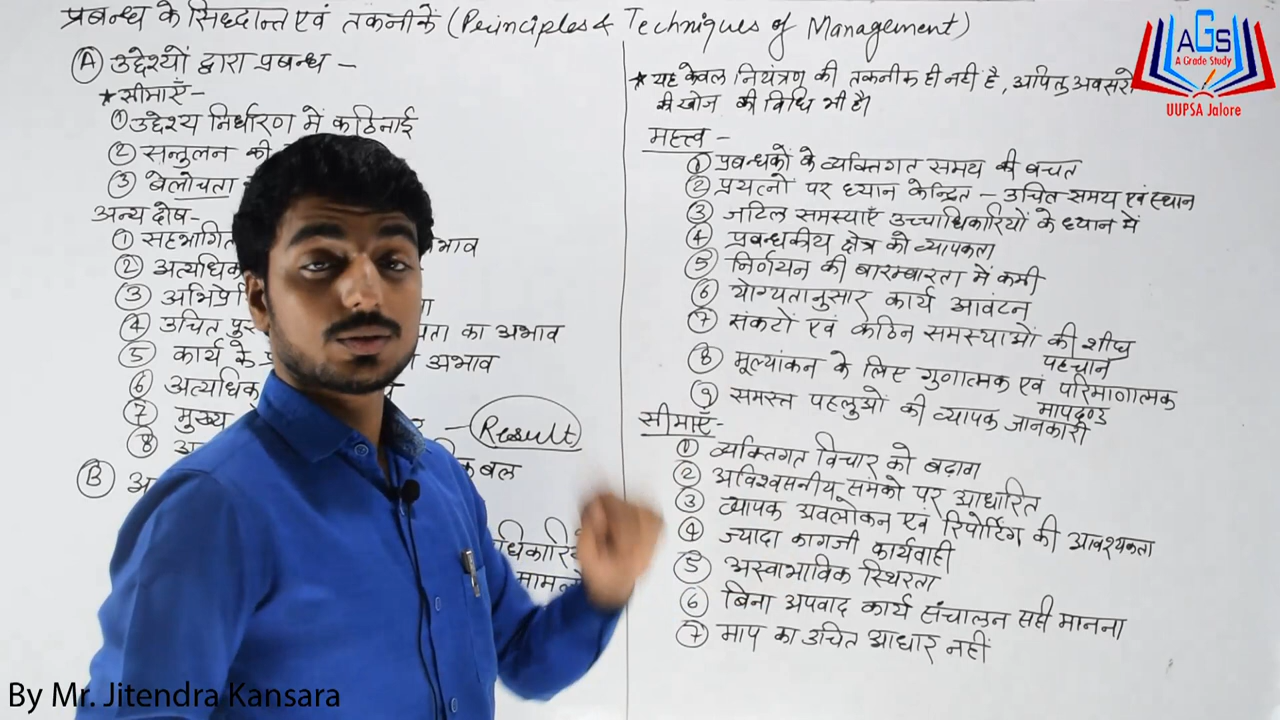 प्रबन्ध के सिद्धान्त एवं तकनीकें (Principles & Techniques of Management)
Ⓐ उद्देश्यों द्वारा प्रबन्ध –
★ सीमाएँ –
① उद्देश्य निर्धारण में कठिनाई
② सन्तुलन की
③ बेलोचता
अन्य दोष –
①
② अत्यधिक
③
④ उचित का अभाव
⑤ कार्य के अभाव
⑥ अत्यधिक
⑦ मुख्य – Result
⑧
बल
Ⓑ
★ यह केवल नियंत्रण की तकनीक ही नहीं है, अपितु अवसरों
की खोज की विधि भी है।
महत्त्व –
① प्रबन्धकों के व्यक्तिगत समय की बचत
② प्रयत्नों पर ध्यान केन्द्रित – उचित समय एवं स्थान
③ जटिल समस्याएँ उच्चाधिकारियों के ध्यान में
④ प्रबन्धकीय क्षेत्र की व्यापकता
⑤ निर्णयन की बारम्बारता में कमी
⑥ योग्यतानुसार कार्य आवंटन
⑦ संकटों एवं कठिन समस्याओं की शीघ्र
पहचान
⑧ मूल्यांकन के लिए गुणात्मक एवं परिमाणात्मक
मापदण्ड
⑨ समस्त पहलुओं की व्यापक जानकारी
सीमाएँ –
① व्यक्तिगत विचार को बढ़ावा
② अविश्वसनीय समंको पर आधारित
③ व्यापक अवलोकन एवं रिपोर्टिंग की आवश्यकता
④ ज्यादा कागजी कार्यवाही
⑤ अस्वाभाविक स्थिरता
⑥ बिना अपवाद कार्य संचालन सही मानना
⑦ माप का उचित आधार नहीं
AGS
A Grade Study
UUPSA Jalore
By Mr. Jitendra Kansara